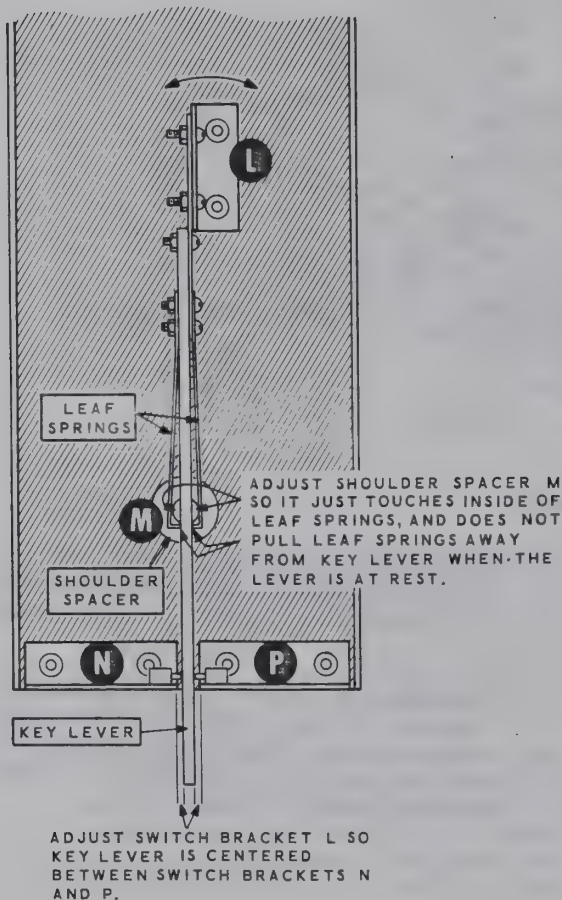 L
LEAF
SPRINGS
M
ADJUST SHOULDER SPACER M
SO IT JUST TOUCHES INSIDE OF
LEAF SPRINGS, AND DOES NOT
PULL LEAF SPRINGS AWAY
FROM KEY LEVER WHEN THE
LEVER IS AT REST.
SHOULDER
SPACER
N
P
KEY LEVER
ADJUST SWITCH BRACKET L SO
KEY LEVER IS CENTERED
BETWEEN SWITCH BRACKETS N
AND P.